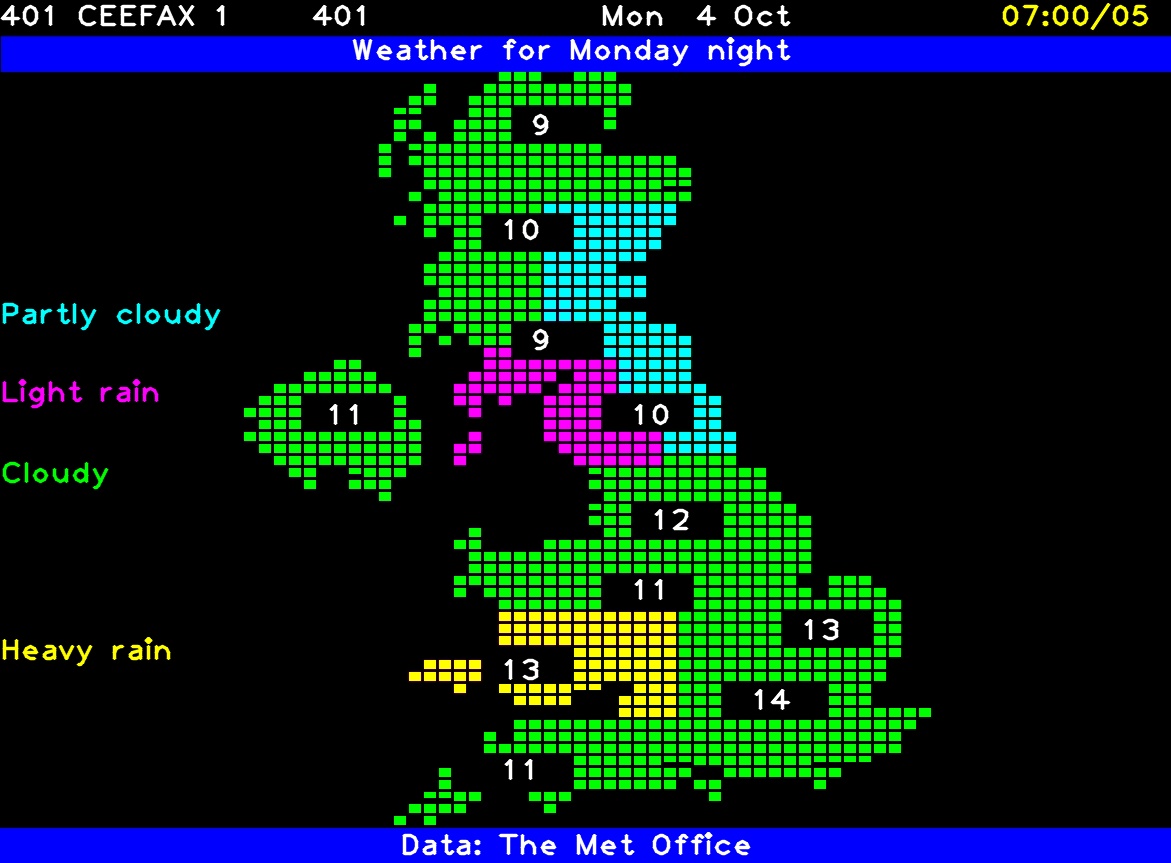 401 CEEFAX 1 401 Mon 4 Oct 07:00/05
Weather for Monday night
9
10
Partly cloudy
9
Light rain
11 10
Cloudy
12
11
13
Heavy rain
13
14
11
Data: The Met Office